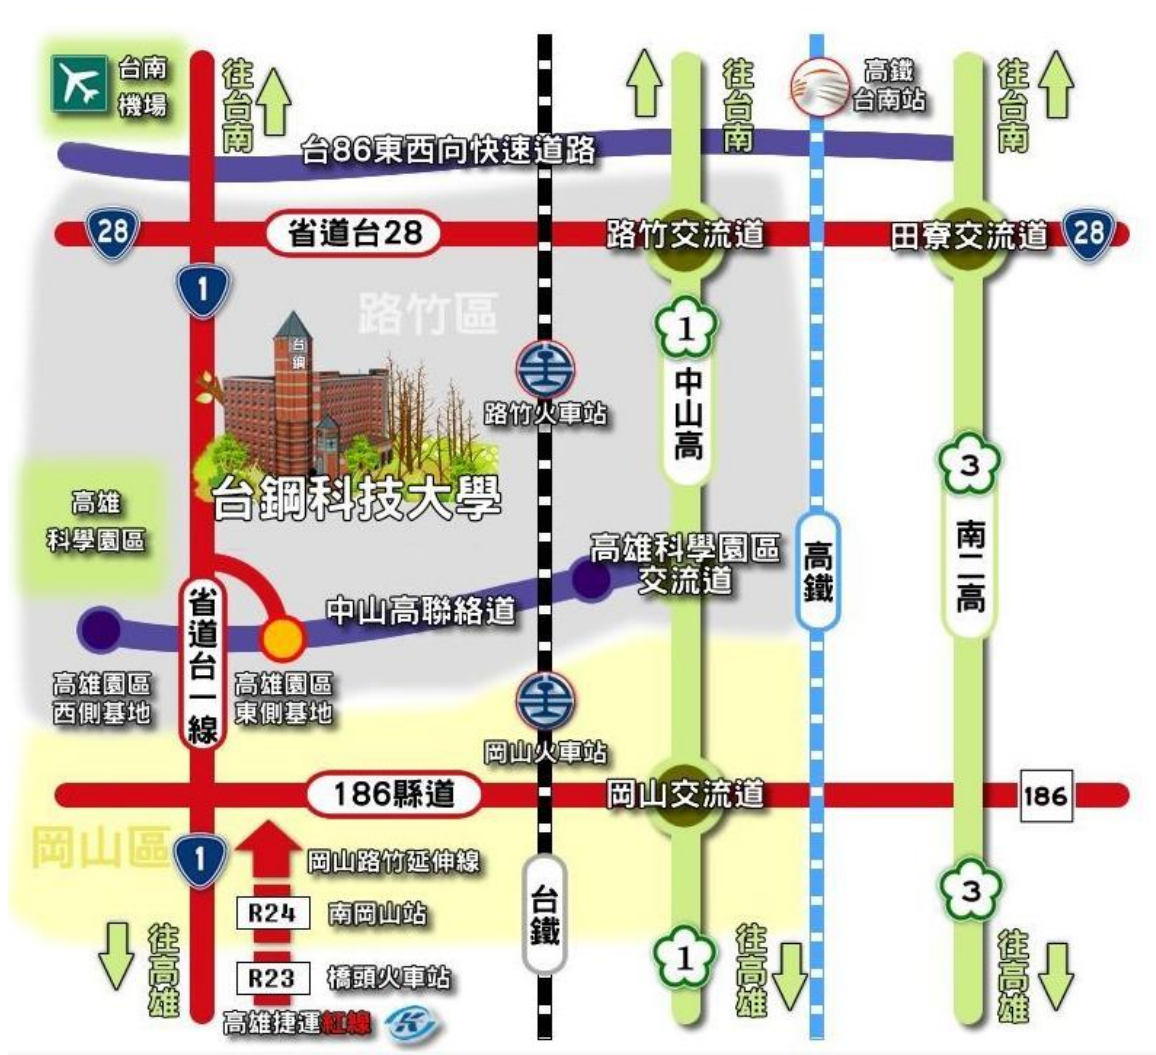 台南
機場
往台南
往台南
高鐵
台南站
往台南
台86東西向快速道路
28
省道台28
路竹交流道
田寮交流道
28
1
路竹區
1
台鋼
路竹火車站
中山高
3
台鋼科技大學
高雄
科學園區
高雄科學園區
交流道
高鐵
南二高
省道台一線
中山高聯絡道
高雄園區
西側基地
高雄園區
東側基地
岡山火車站
186縣道
岡山交流道
186
岡山區
1
岡山路竹延伸線
3
R24
南岡山站
台鐵
往高雄
1
往高雄
往高雄
R23
橋頭火車站
高雄捷運紅線
K